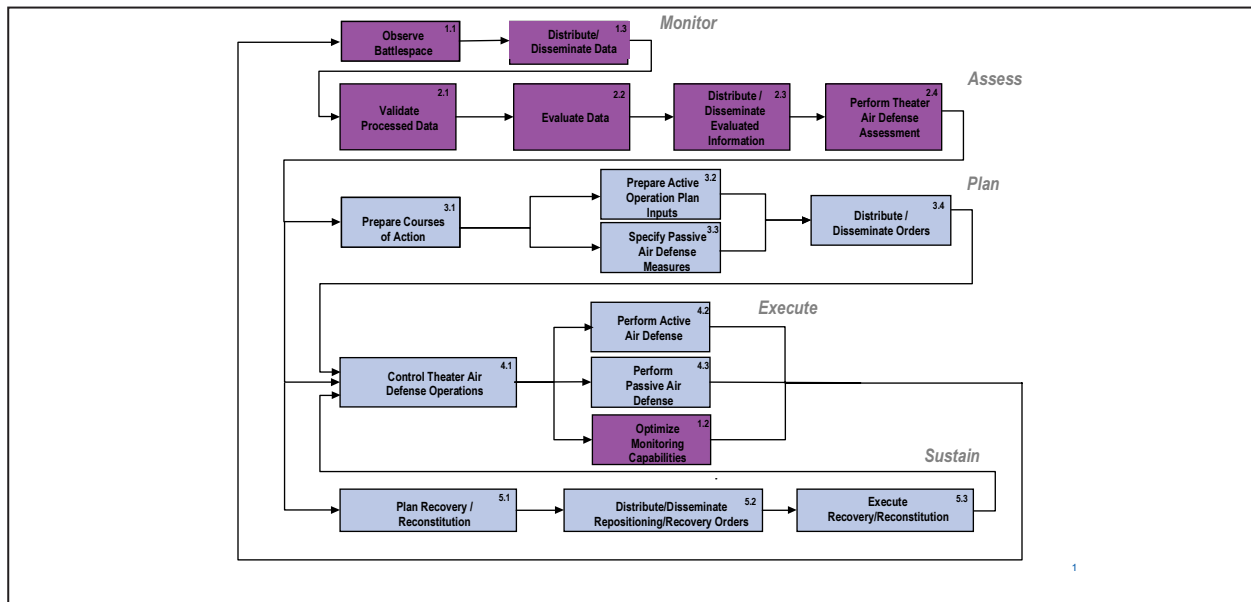 Monitor
1.1
Observe
Battlespace
1.3
Distribute/
Disseminate Data
Assess
2.1
Validate
Processed Data
2.2
Evaluate Data
2.3
Distribute /
Disseminate
Evaluated
Information
2.4
Perform Theater
Air Defense
Assessment
Plan
3.1
Prepare Courses
of Action
3.2
Prepare Active
Operation Plan
Inputs
3.3
Specify Passive
Air Defense
Measures
3.4
Distribute /
Disseminate Orders
Execute
4.1
Control Theater Air
Defense Operations
4.2
Perform Active
Air Defense
4.3
Perform
Passive Air
Defense
1.2
Optimize
Monitoring
Capabilities
Sustain
5.1
Plan Recovery /
Reconstitution
5.2
Distribute/Disseminate
Repositioning/Recovery Orders
5.3
Execute
Recovery/Reconstitution
1